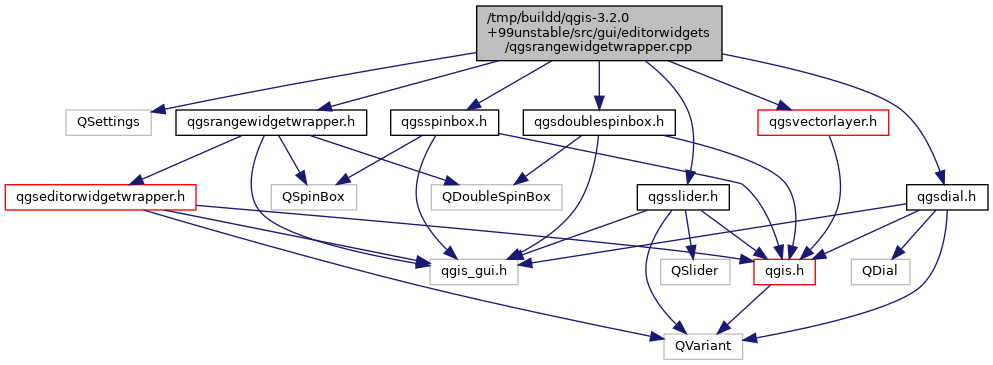 /tmp/buildd/qgis-3.2.0
+99unstable/src/gui/editorwidgets
/qgsrangewidgetwrapper.cpp
QSettings
qgsrangewidgetwrapper.h
qgsspinbox.h
qgsdoublespinbox.h
qgsvectorlayer.h
qgseditorwidgetwrapper.h
QSpinBox
QDoubleSpinBox
qgsslider.h
qgsdial.h
qgis_gui.h
QSlider
qgis.h
QDial
QVariant